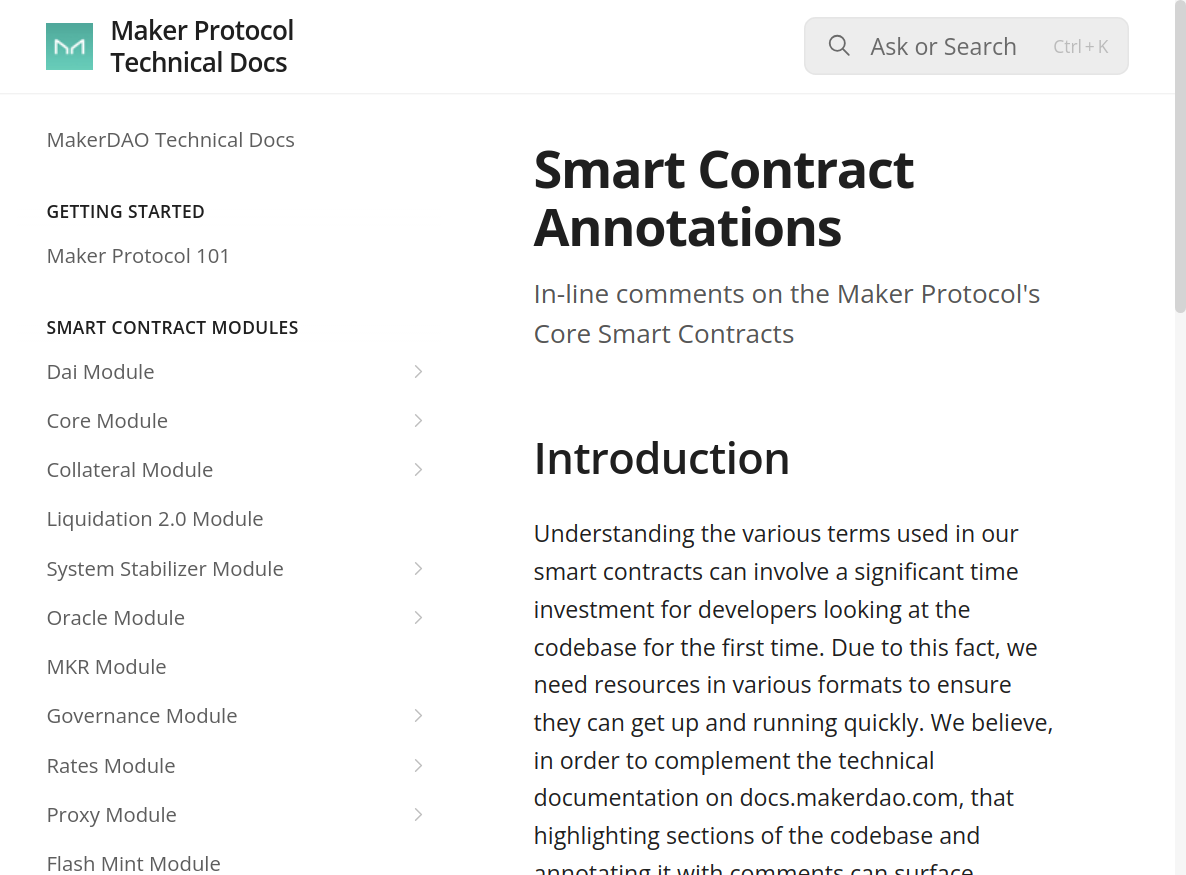 Maker Protocol
Technical Docs
Ask or Search
Ctrl + K
MakerDAO Technical Docs
GETTING STARTED
Maker Protocol 101
SMART CONTRACT MODULES
Dai Module
Core Module
Collateral Module
Liquidation 2.0 Module
System Stabilizer Module
Oracle Module
MKR Module
Governance Module
Rates Module
Proxy Module
Flash Mint Module
Smart Contract
Annotations
In-line comments on the Maker Protocol's
Core Smart Contracts
Introduction
Understanding the various terms used in our
smart contracts can involve a significant time
investment for developers looking at the
codebase for the first time. Due to this fact, we
need resources in various formats to ensure
they can get up and running quickly. We believe,
in order to complement the technical
documentation on docs.makerdao.com, that
highlighting sections of the codebase and
annotating it with comments can surface